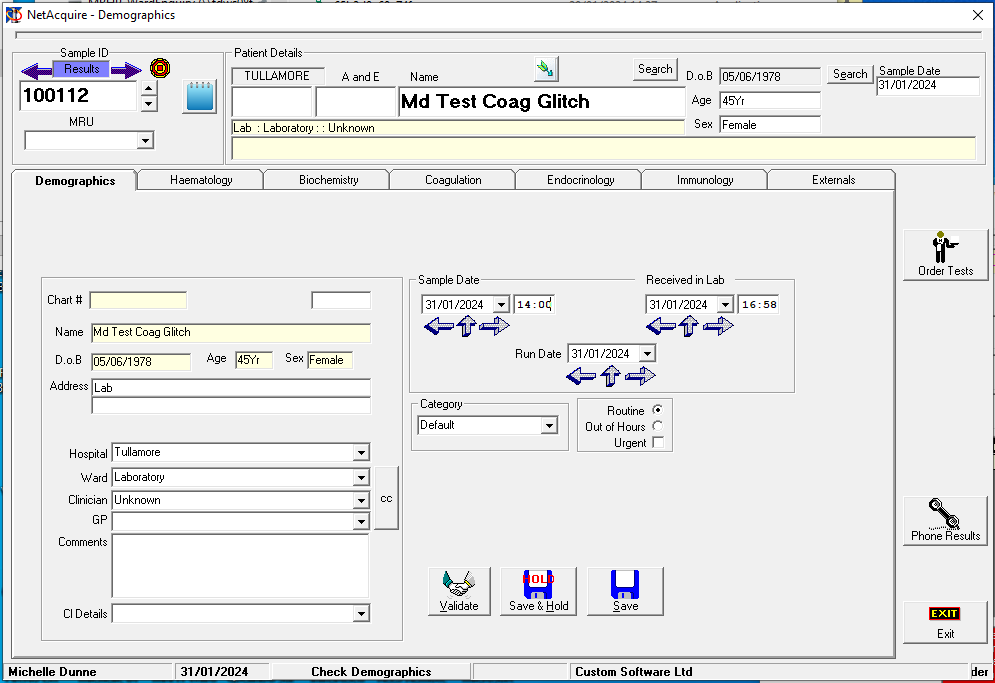 NetAcquire - Demographics
Sample ID
Results
100112
MRU
Patient Details
TULLAMORE
A and E
Name
Search
D.o.B
05/06/1978
Search
Sample Date
31/01/2024
Md Test Coag Glitch
Age
45Yr
Lab : Laboratory : : Unknown
Sex
Female
Demographics
Haematology
Biochemistry
Coagulation
Endocrinology
Immunology
Externals
Order Tests
Chart #
Name
Md Test Coag Glitch
D.o.B
05/06/1978
Age
45Yr
Sex
Female
Address
Lab
Hospital
Tullamore
Ward
Laboratory
Clinician
Unknown
GP
cc
Comments
Cl Details
Sample Date
31/01/2024
14:00
Received in Lab
31/01/2024
16:58
Run Date
31/01/2024
Category
Default
Routine
Out of Hours
Urgent
Validate
HOLD
Save & Hold
Save
Phone Results
EXIT
Exit
Michelle Dunne
31/01/2024
Check Demographics
Custom Software Ltd
der